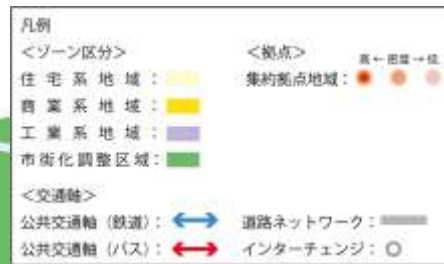 凡例
<ゾーン区分>
住宅系地域：
商業系地域：
工業系地域：
市街化調整区域：
<拠点>
高←密度→低
集約拠点地域：
<交通軸>
公共交通軸（鉄道）：
公共交通軸（バス）：
道路ネットワーク：
インターチェンジ：